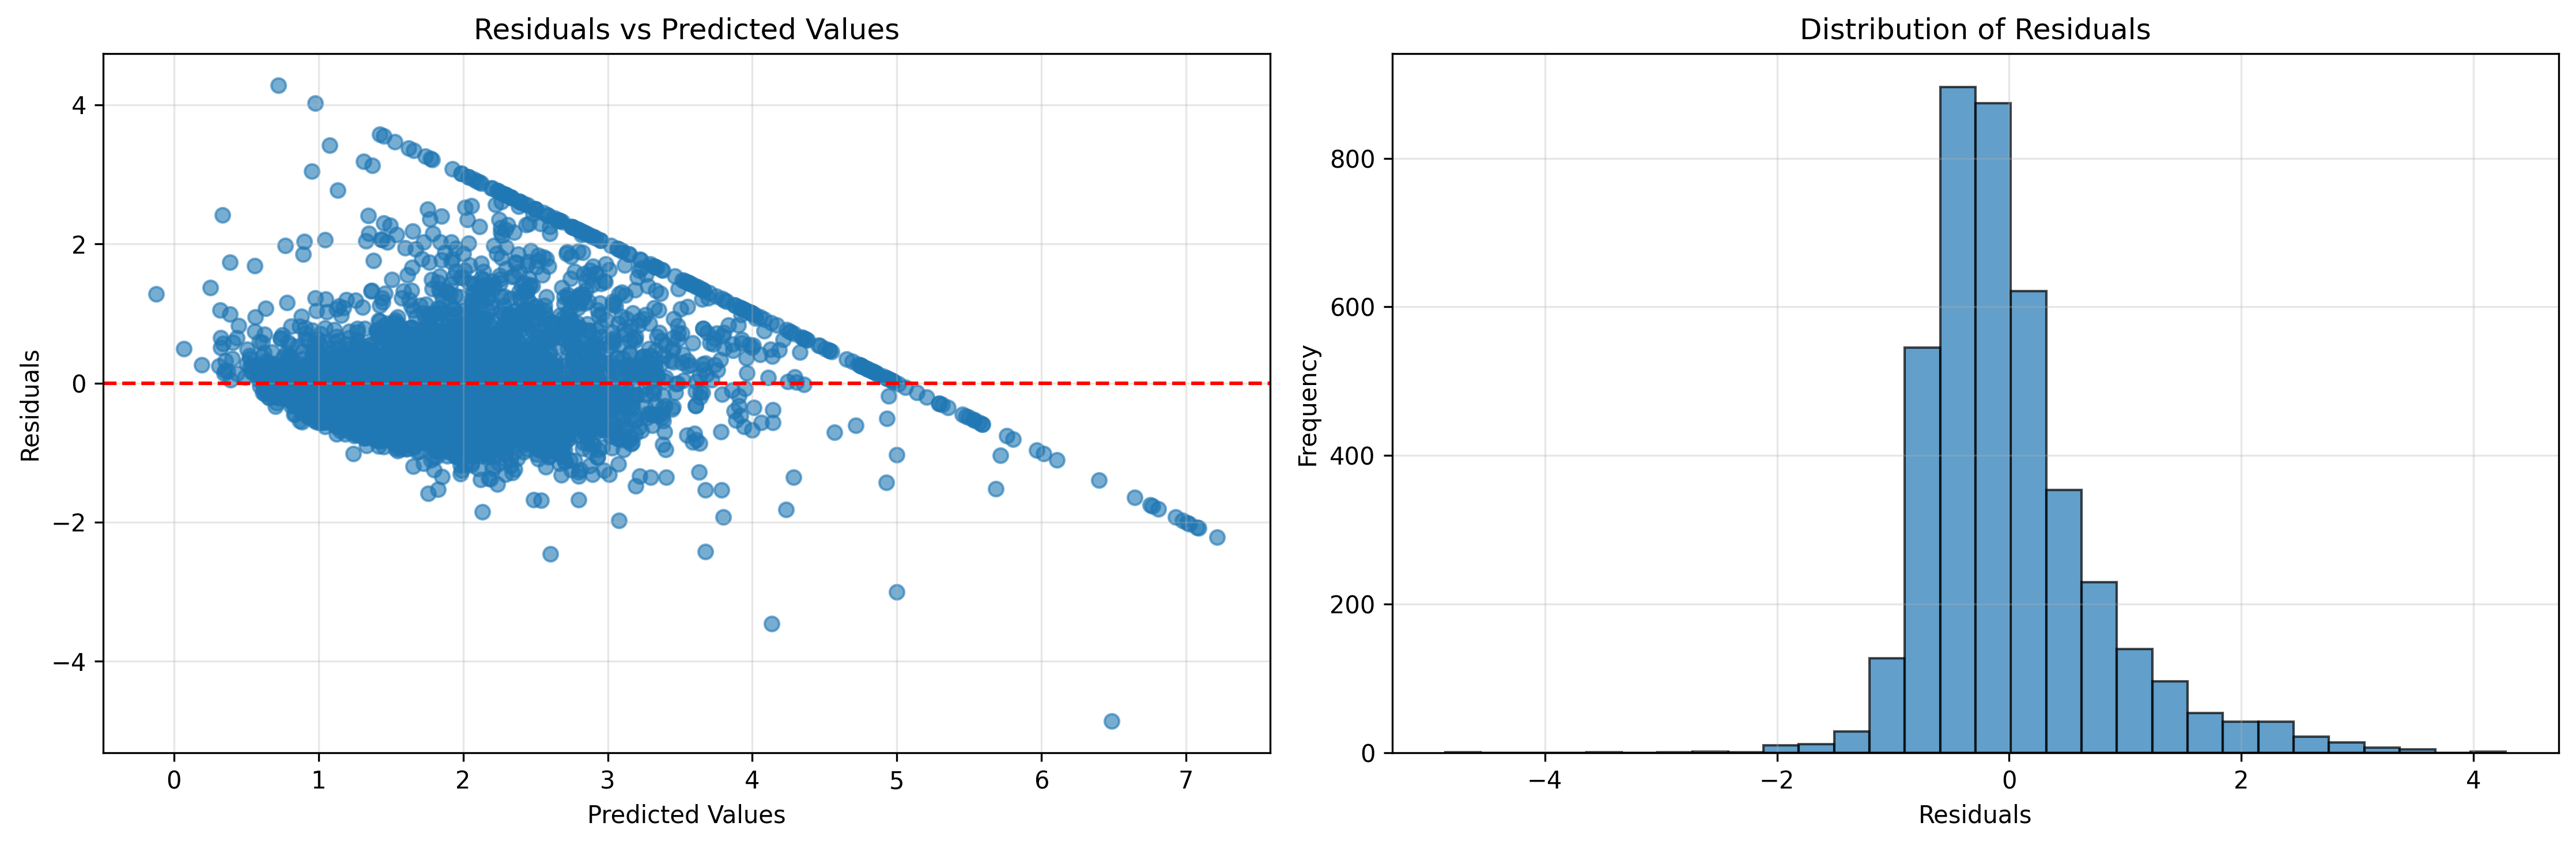 Residuals vs Predicted Values
Residuals
4
2
0
−2
−4
0 1 2 3 4 5 6 7
Predicted Values
Distribution of Residuals
Frequency
800
600
400
200
0
−4 −2 0 2 4
Residuals